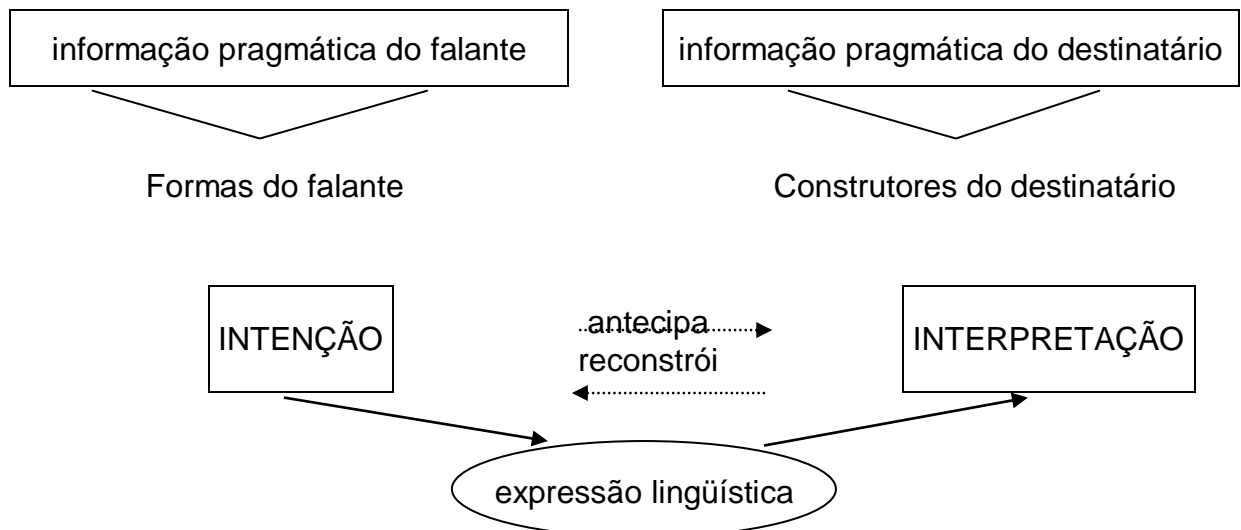 informação pragmática do falante
informação pragmática do destinatário
Formas do falante
Construtores do destinatário
INTENÇÃO
antecipa
reconstrói
INTERPRETAÇÃO
expressão lingüística